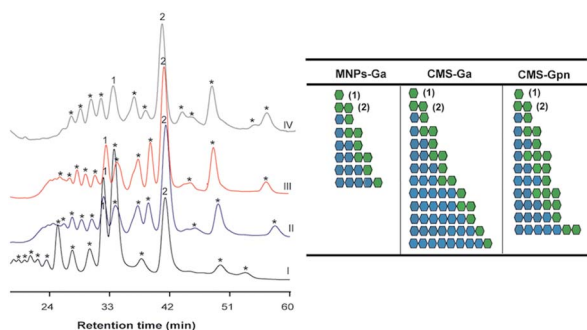 2
2
1
IV
1
III
2
1
II
2
I
24
33
42
51
60
Retention time (min)
MNPs-Ga CMS-Ga CMS-Gpn
(1) (1) (1)
(2) (2) (2)